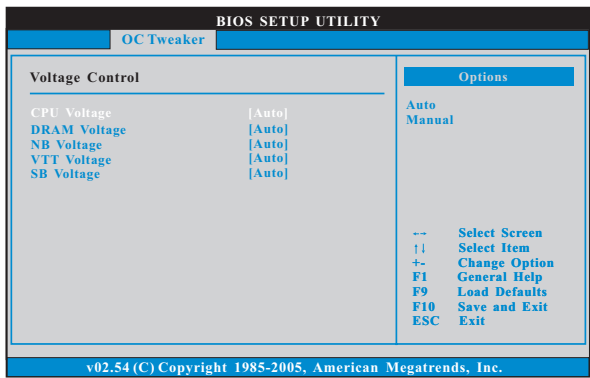 BIOS SETUP UTILITY
OC Tweaker
Voltage Control
CPU Voltage [Auto]
DRAM Voltage [Auto]
NB Voltage [Auto]
VTT Voltage [Auto]
SB Voltage [Auto]
Options
Auto
Manual
←→ Select Screen
↑↓ Select Item
+- Change Option
F1 General Help
F9 Load Defaults
F10 Save and Exit
ESC Exit
v02.54 (C) Copyright 1985-2005, American Megatrends, Inc.